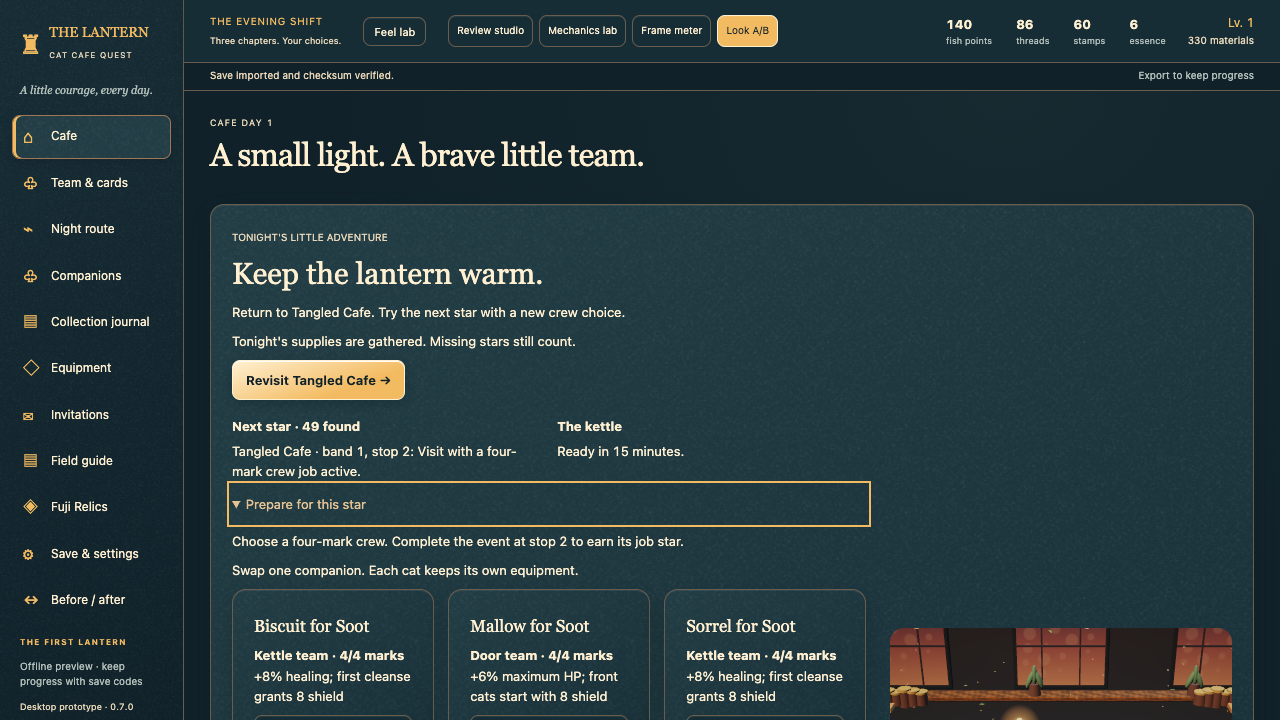 THE LANTERN
CAT CAFE QUEST
A little courage, every day.
Cafe
Team & cards
Night route
Companions
Collection journal
Equipment
Invitations
Field guide
Fuji Relics
Save & settings
Before / after
THE FIRST LANTERN
Offline preview · keep
progress with save codes
Desktop prototype · 0.7.0
THE EVENING SHIFT
Three chapters. Your choices.
Feel lab
Review studio
Mechanics lab
Frame meter
Look A/B
140
fish points
86
threads
60
stamps
6
essence
Lv. 1
330 materials
Save imported and checksum verified.
Export to keep progress
CAFE DAY 1
A small light. A brave little team.
TONIGHT'S LITTLE ADVENTURE
Keep the lantern warm.
Return to Tangled Cafe. Try the next star with a new crew choice.
Tonight's supplies are gathered. Missing stars still count.
Revisit Tangled Cafe →
Next star · 49 found
Tangled Cafe · band 1, stop 2: Visit with a four-
mark crew job active.
The kettle
Ready in 15 minutes.
▼ Prepare for this star
Choose a four-mark crew. Complete the event at stop 2 to earn its job star.
Swap one companion. Each cat keeps its own equipment.
Biscuit for Soot
Kettle team · 4/4 marks
+8% healing; first cleanse
grants 8 shield
Mallow for Soot
Door team · 4/4 marks
+6% maximum HP; front
cats start with 8 shield
Sorrel for Soot
Kettle team · 4/4 marks
+8% healing; first cleanse
grants 8 shield